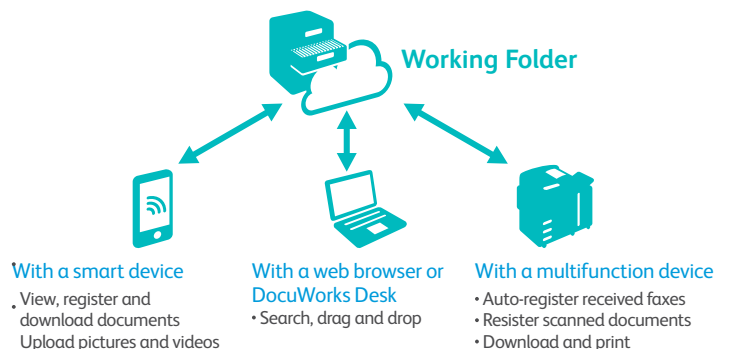 Working Folder
With a smart device
• View, register and
download documents
• Upload pictures and videos
With a web browser or
DocuWorks Desk
• Search, drag and drop
With a multifunction device
• Auto-register received faxes
• Resister scanned documents
• Download and print